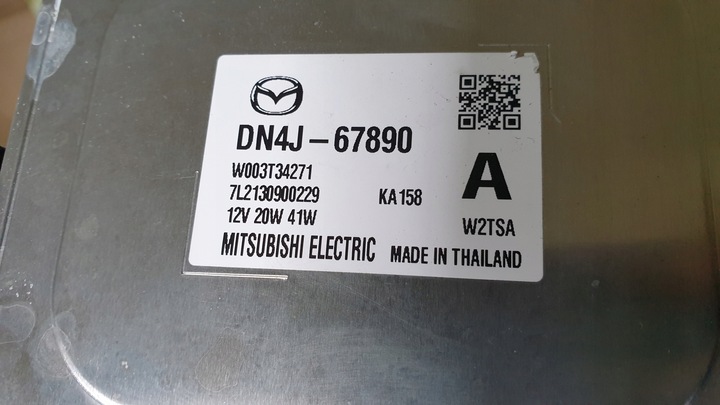 DN4J-67890
W003T34271
7L2130900229 KA158
A
12V 20W 41W W2TSA
MITSUBISHI ELECTRIC MADE IN THAILAND